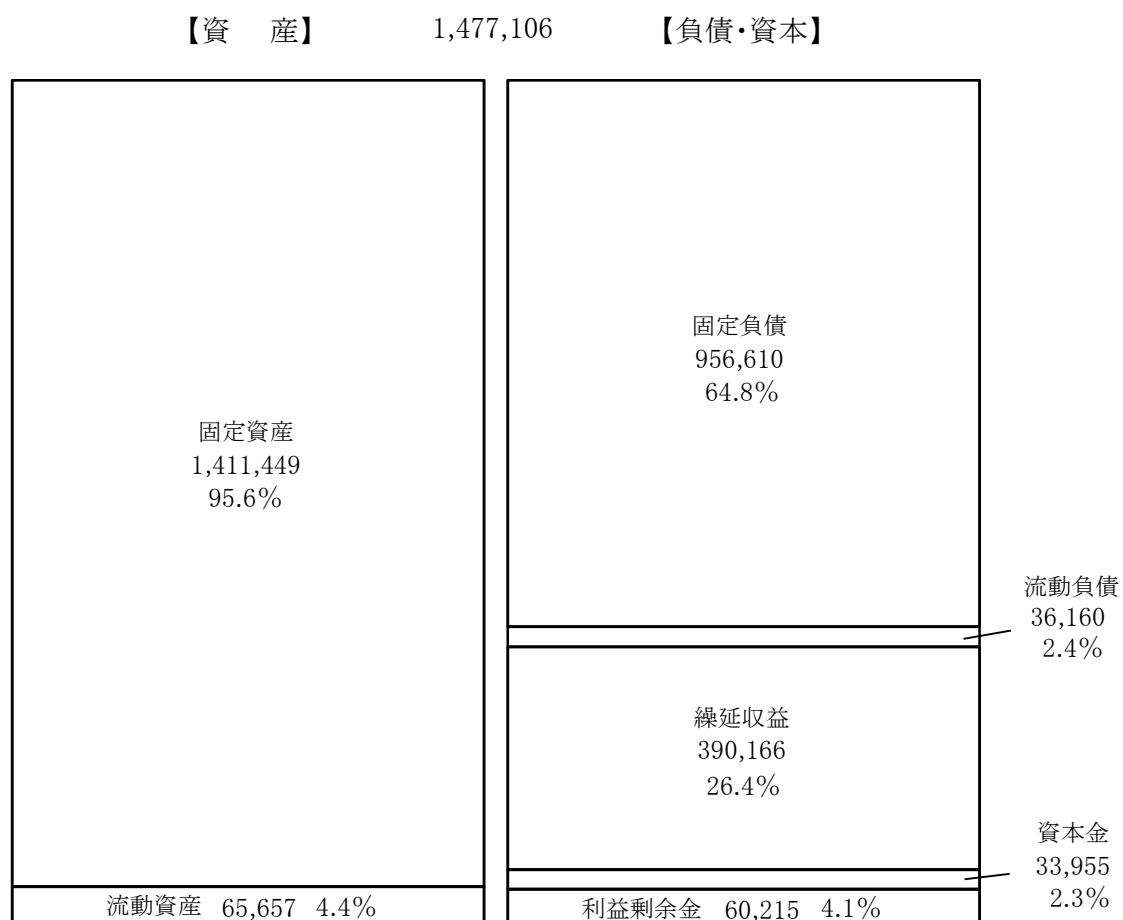 【資　産】　1,477,106　【負債・資本】
固定資産
1,411,449
95.6%
流動資産 65,657 4.4%
固定負債
956,610
64.8%
流動負債
36,160
2.4%
繰延収益
390,166
26.4%
資本金
33,955
2.3%
利益剰余金 60,215 4.1%